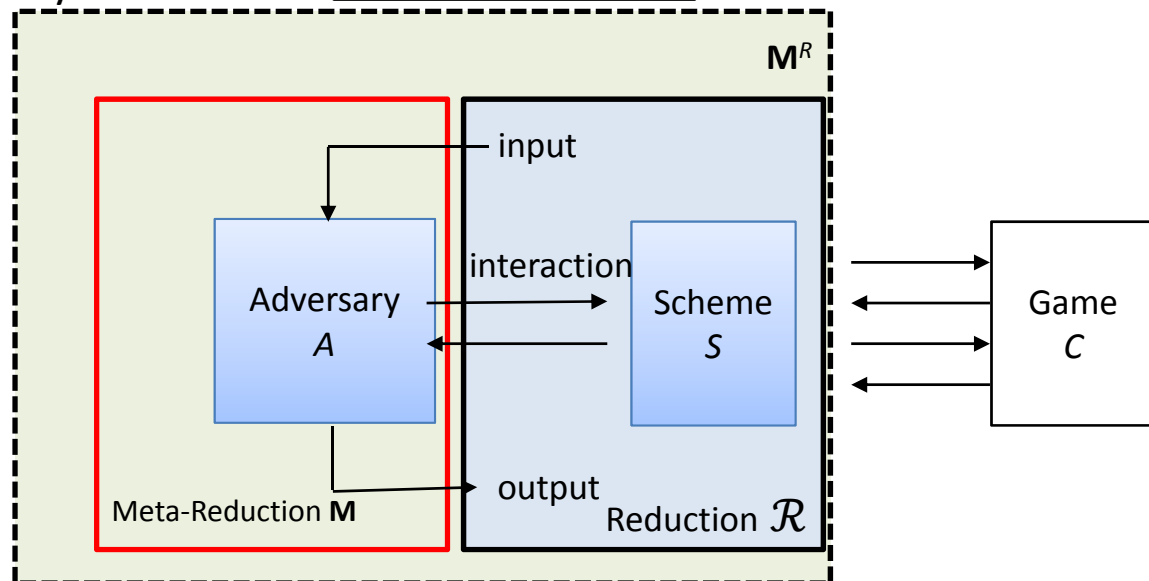 M^R
input
interaction
Adversary
A
Scheme
S
Game
C
output
Meta-Reduction M
Reduction ℛ